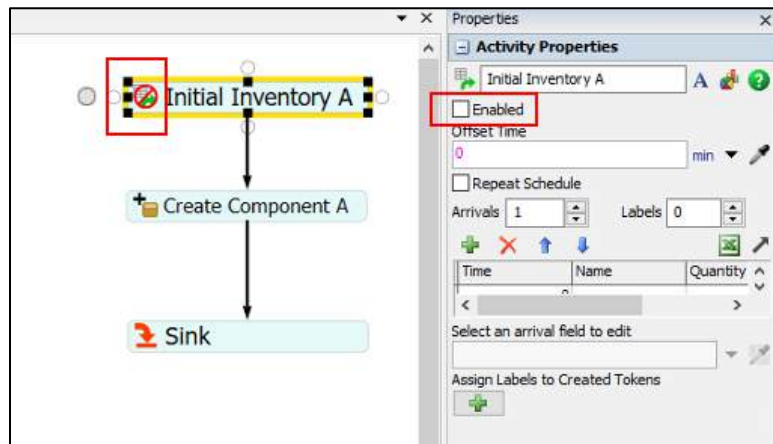 Properties
Activity Properties
Initial Inventory A
Initial Inventory A
A
Enabled
Offset Time
0
min
Repeat Schedule
Create Component A
Arrivals 1
Labels 0
Time Name Quantity
Sink
Select an arrival field to edit
Assign Labels to Created Tokens